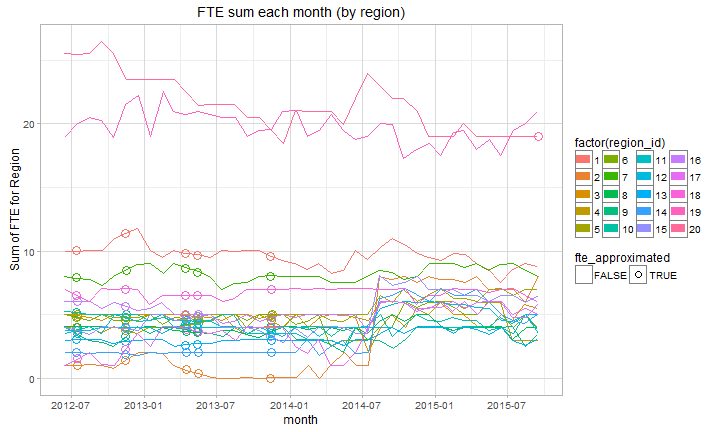 FTE sum each month (by region)
Sum of FTE for Region
20
10
0
2012-07 2013-01 2013-07 2014-01 2014-07 2015-01 2015-07
month
factor(region_id)
1 6 11 16
2 7 12 17
3 8 13 18
4 9 14 19
5 10 15 20
fte_approximated
FALSE TRUE